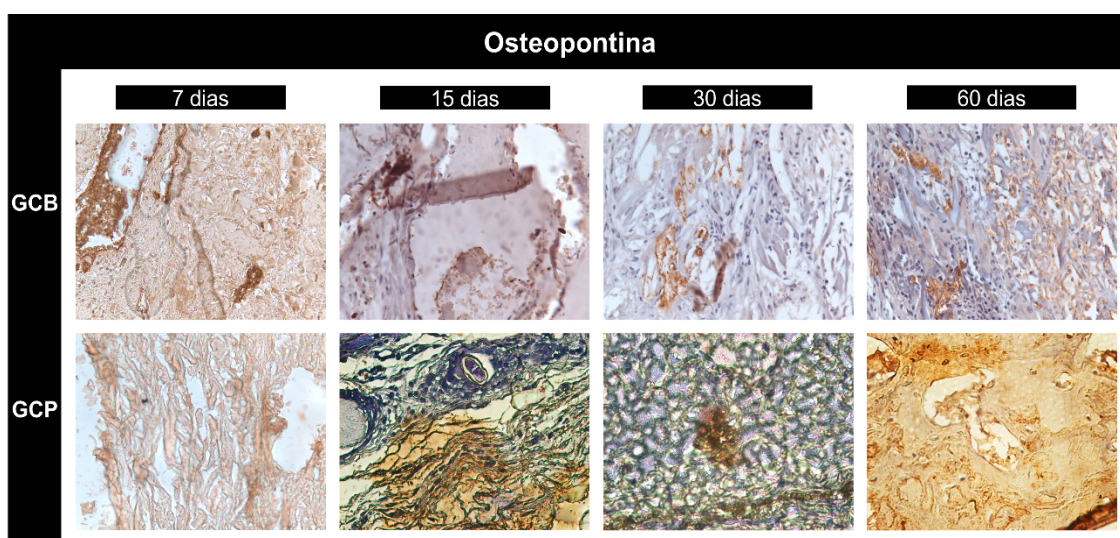 Osteopontina
7 dias
15 dias
30 dias
60 dias
GCB
GCP